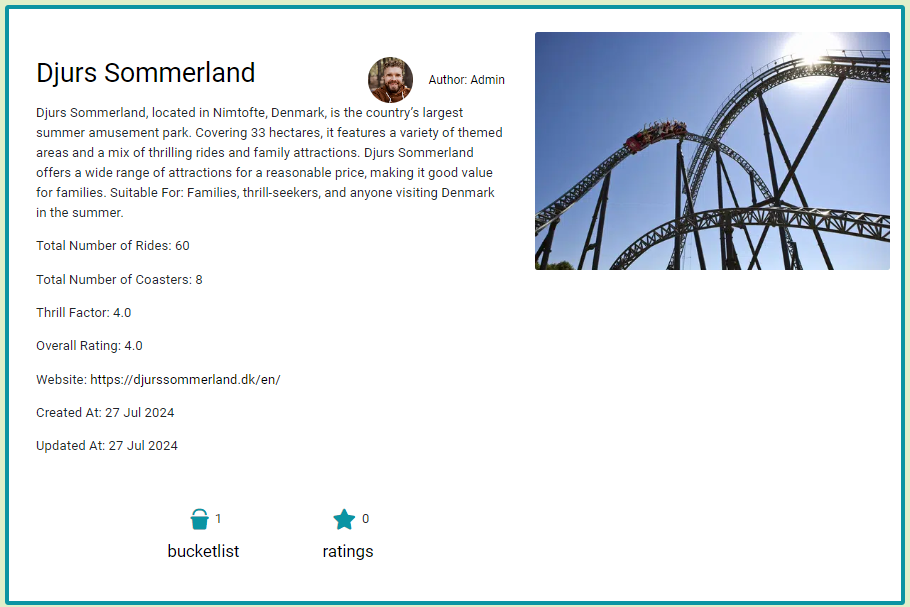 Djurs Sommerland
Author: Admin
Djurs Sommerland, located in Nimtofte, Denmark, is the country's largest
summer amusement park. Covering 33 hectares, it features a variety of themed
areas and a mix of thrilling rides and family attractions. Djurs Sommerland
offers a wide range of attractions for a reasonable price, making it good value
for families. Suitable For: Families, thrill-seekers, and anyone visiting Denmark
in the summer.
Total Number of Rides: 60
Total Number of Coasters: 8
Thrill Factor: 4.0
Overall Rating: 4.0
Website: https://djurssommerland.dk/en/
Created At: 27 Jul 2024
Updated At: 27 Jul 2024
1
bucketlist
0
ratings